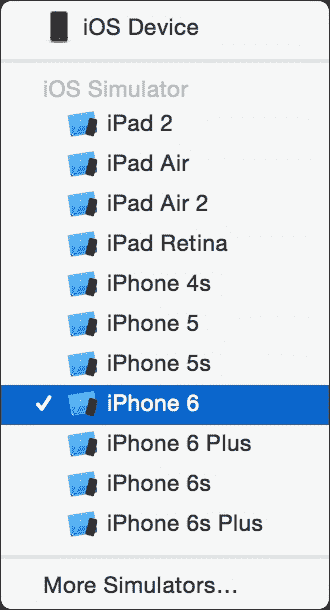 iOS Device
iOS Simulator
iPad 2
iPad Air
iPad Air 2
iPad Retina
iPhone 4s
iPhone 5
iPhone 5s
iPhone 6
iPhone 6 Plus
iPhone 6s
iPhone 6s Plus
More Simulators...